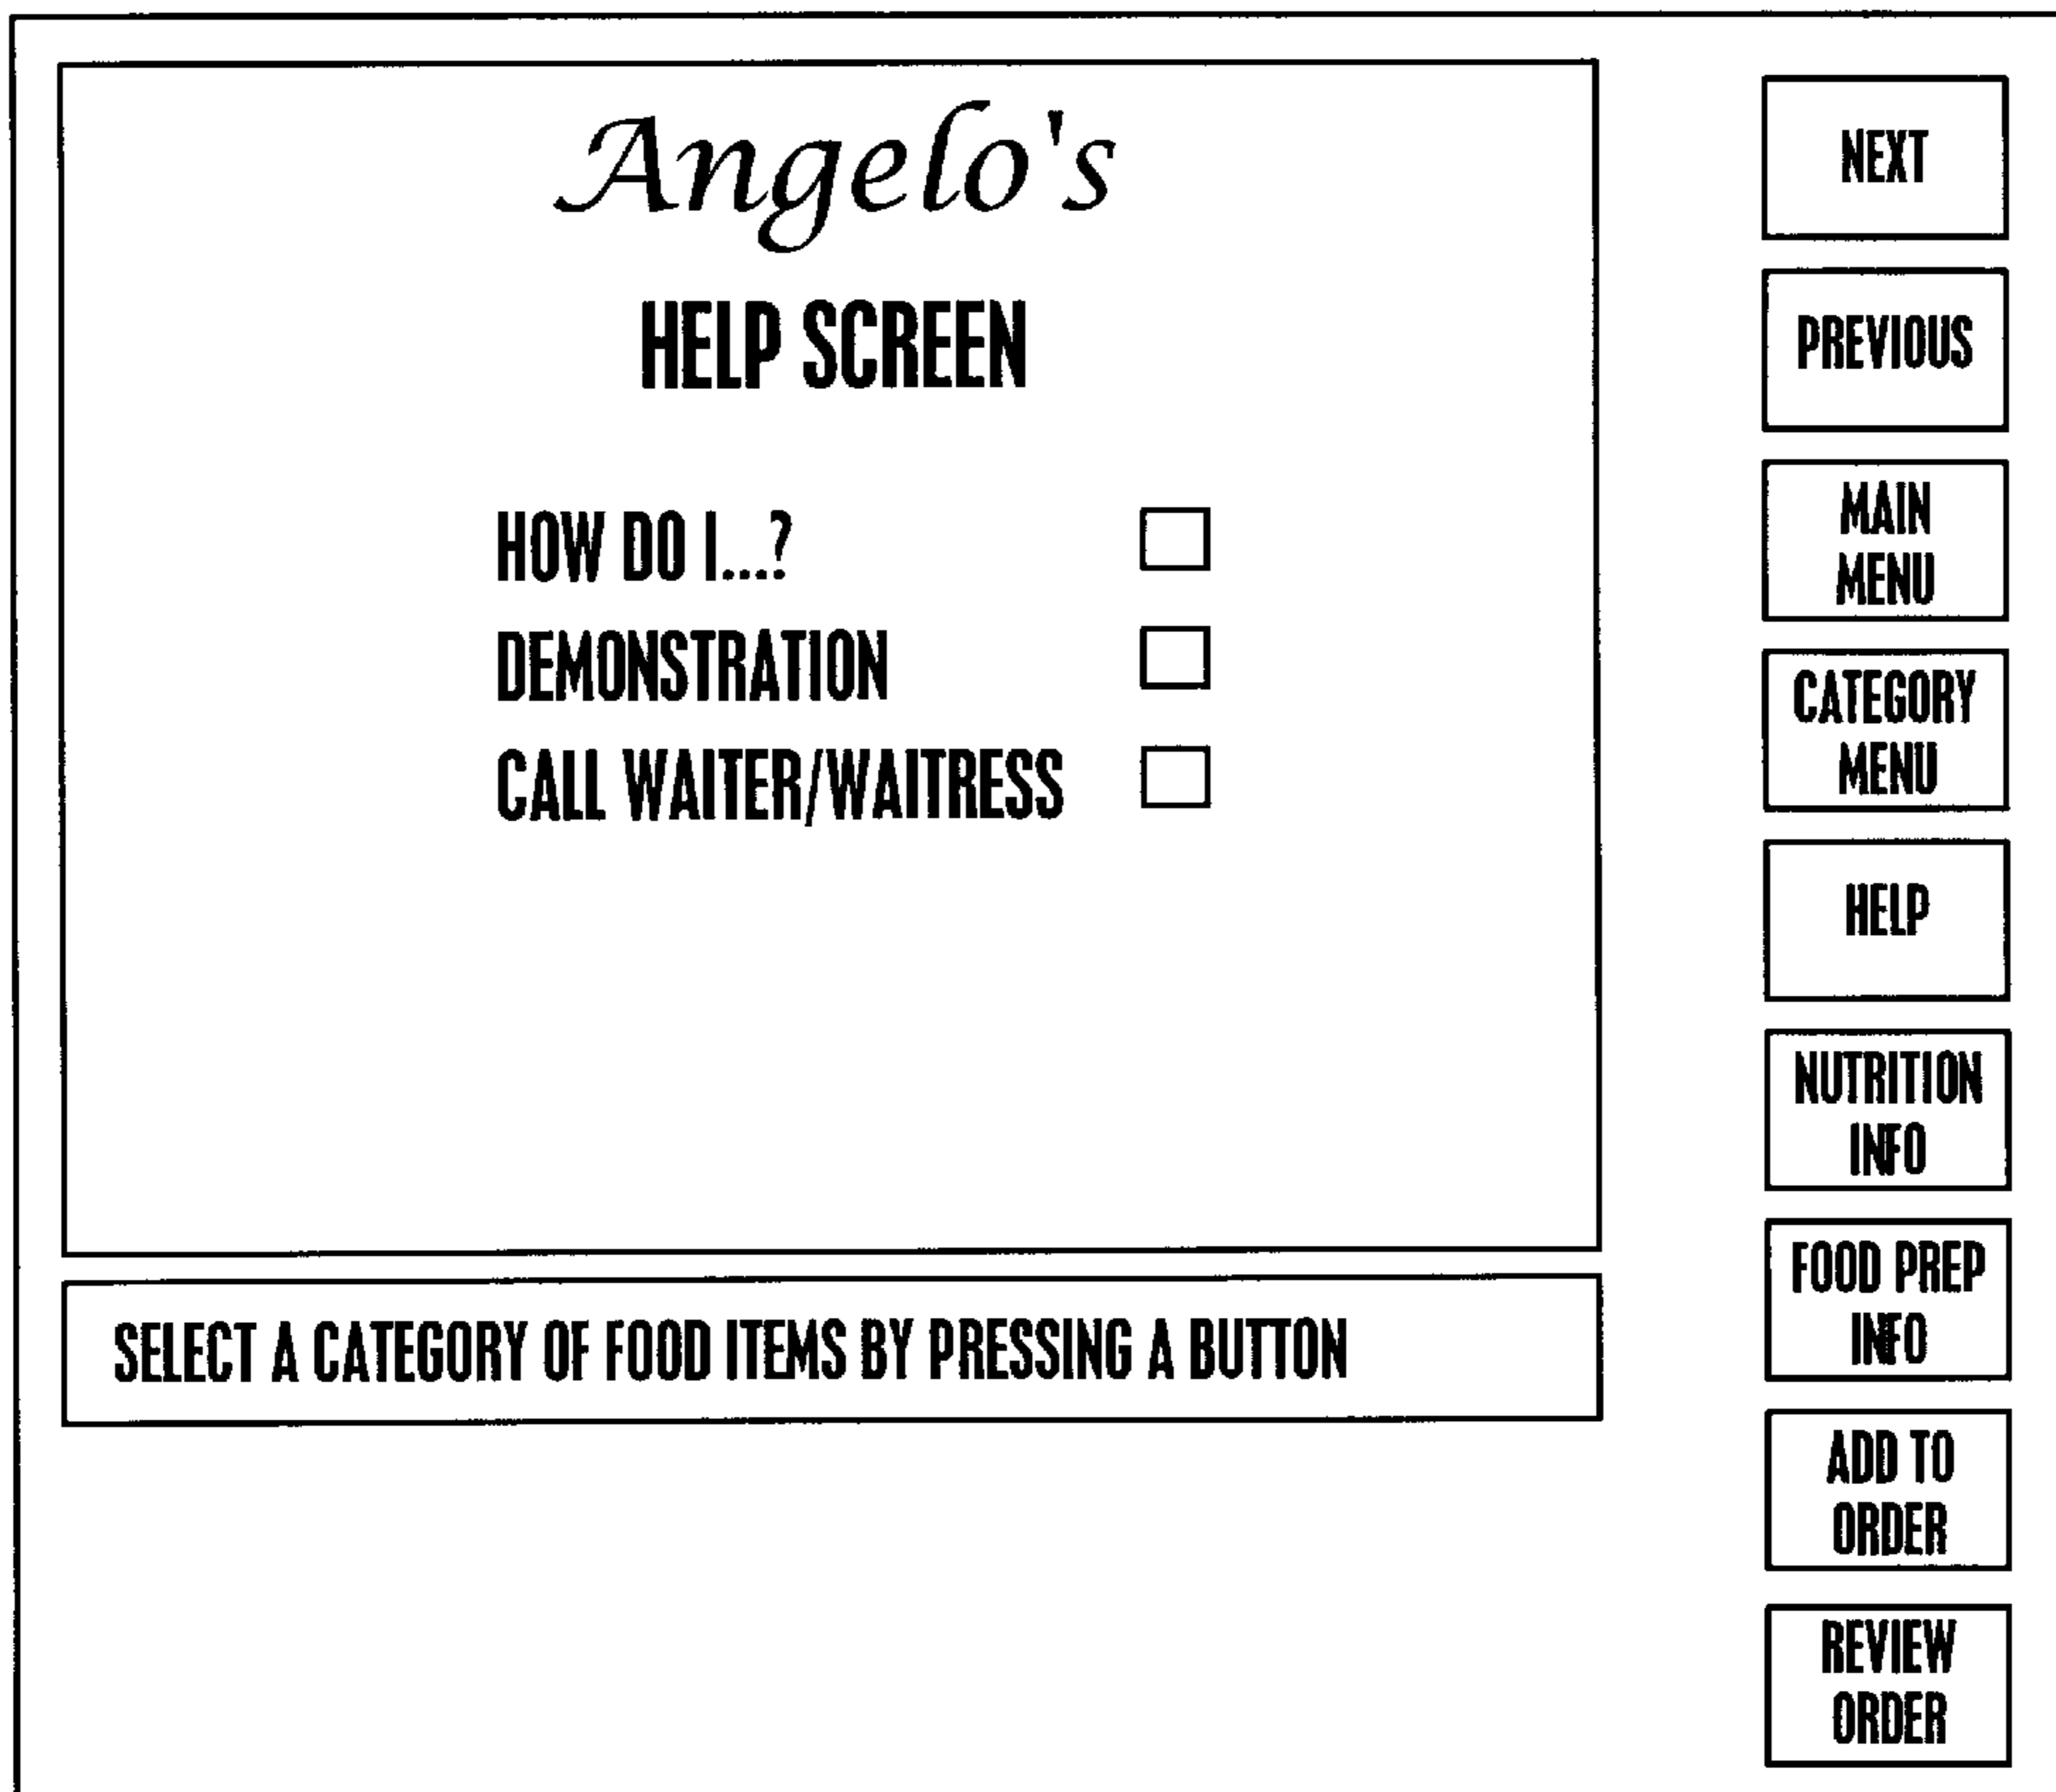 Angelo's
HELP SCREEN
HOW DO I...?
DEMONSTRATION
CALL WAITER/WAITRESS
SELECT A CATEGORY OF FOOD ITEMS BY PRESSING A BUTTON
NEXT
PREVIOUS
MAIN
MENU
CATEGORY
MENU
HELP
NUTRITION
INFO
FOOD PREP
INFO
ADD TO
ORDER
REVIEW
ORDER